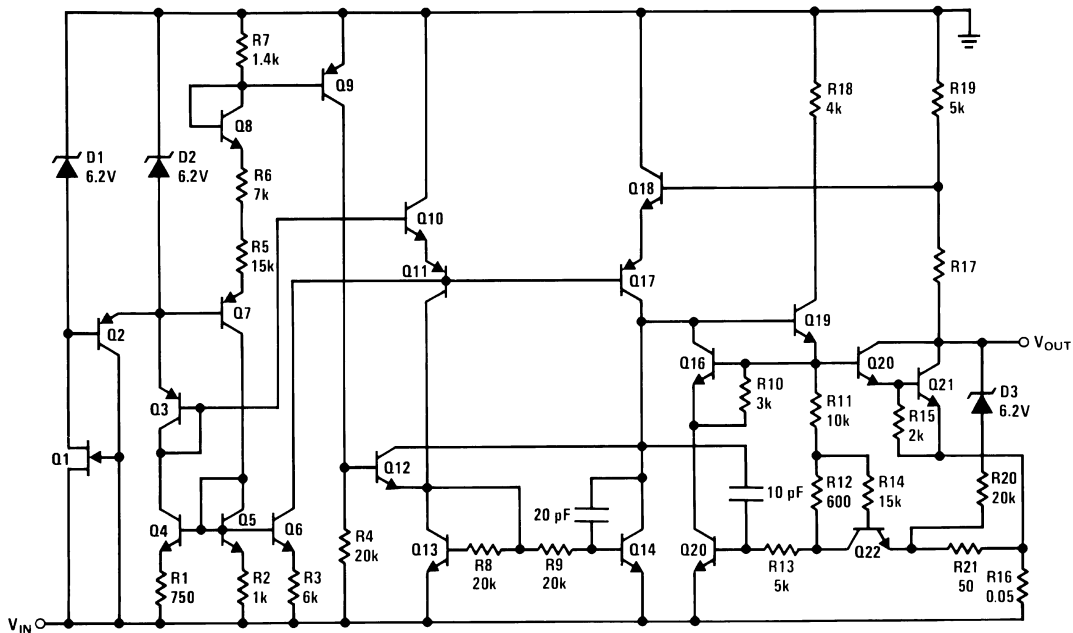 R7
1.4k
Q9
Q8
R18
4k
R19
5k
D1
6.2V
D2
6.2V
R6
7k
Q18
Q10
R5
15k
Q11
R17
Q7
Q17
Q2
Q19
VOUT
Q16
Q20
Q21
R10
3k
D3
6.2V
Q3
R11
10k
R15
2k
Q1
Q12
R20
20k
10 pF
R12
600
R14
15k
20 pF
Q4
Q5
Q6
R4
20k
Q13
R8
20k
R9
20k
Q14
Q20
R13
5k
Q22
R21
50
R16
0.05
R1
750
R2
1k
R3
6k
VIN